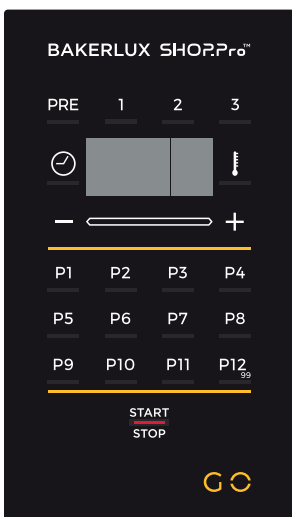 BAKERLUX SHOP.Pro™
PRE 1 2 3
− +
P1 P2 P3 P4
P5 P6 P7 P8
P9 P10 P11 P12
99
START
STOP
GO